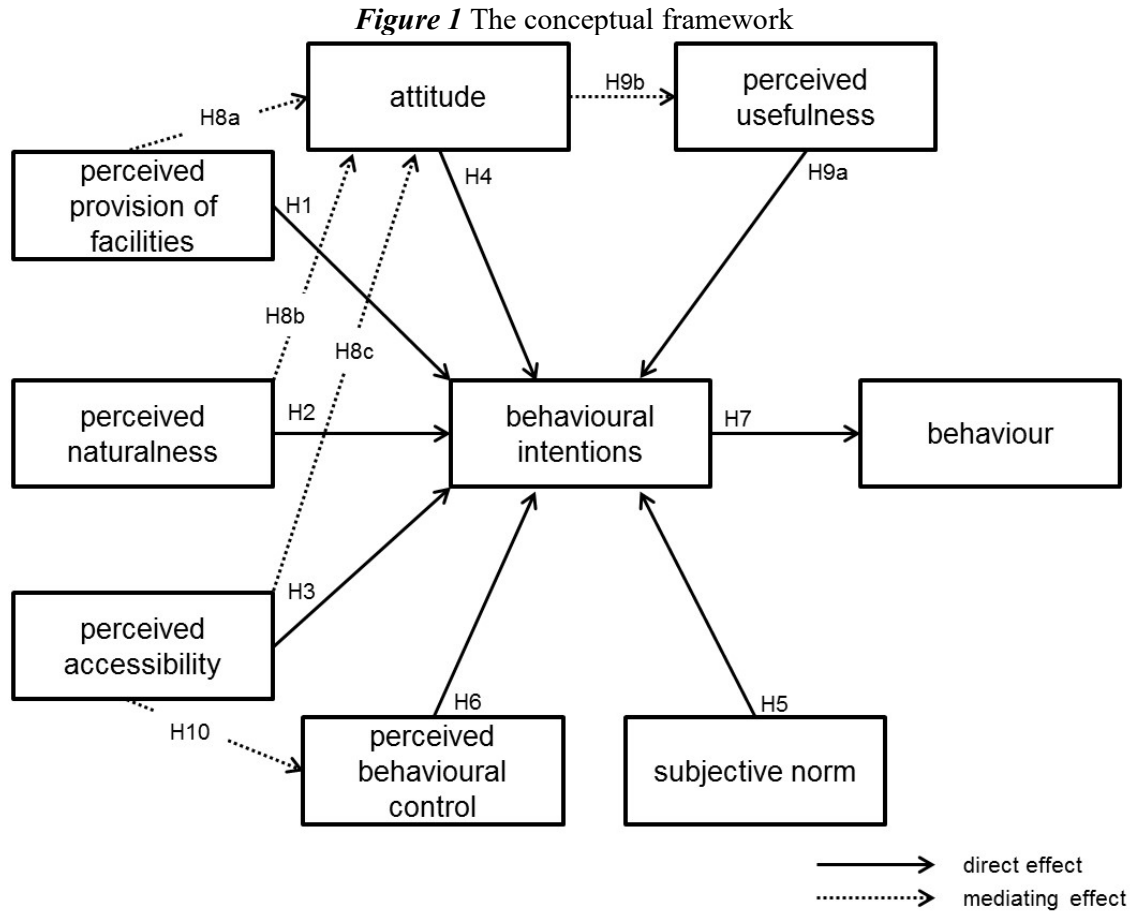 Figure 1 The conceptual framework
attitude
H9b
perceived
usefulness
H8a
perceived
provision of
facilities
H4
H9a
H1
H8b
H8c
perceived
naturalness
H2
behavioural
intentions
H7
behaviour
perceived
accessibility
H3
H10
H6
H5
perceived
behavioural
control
subjective norm
direct effect
mediating effect